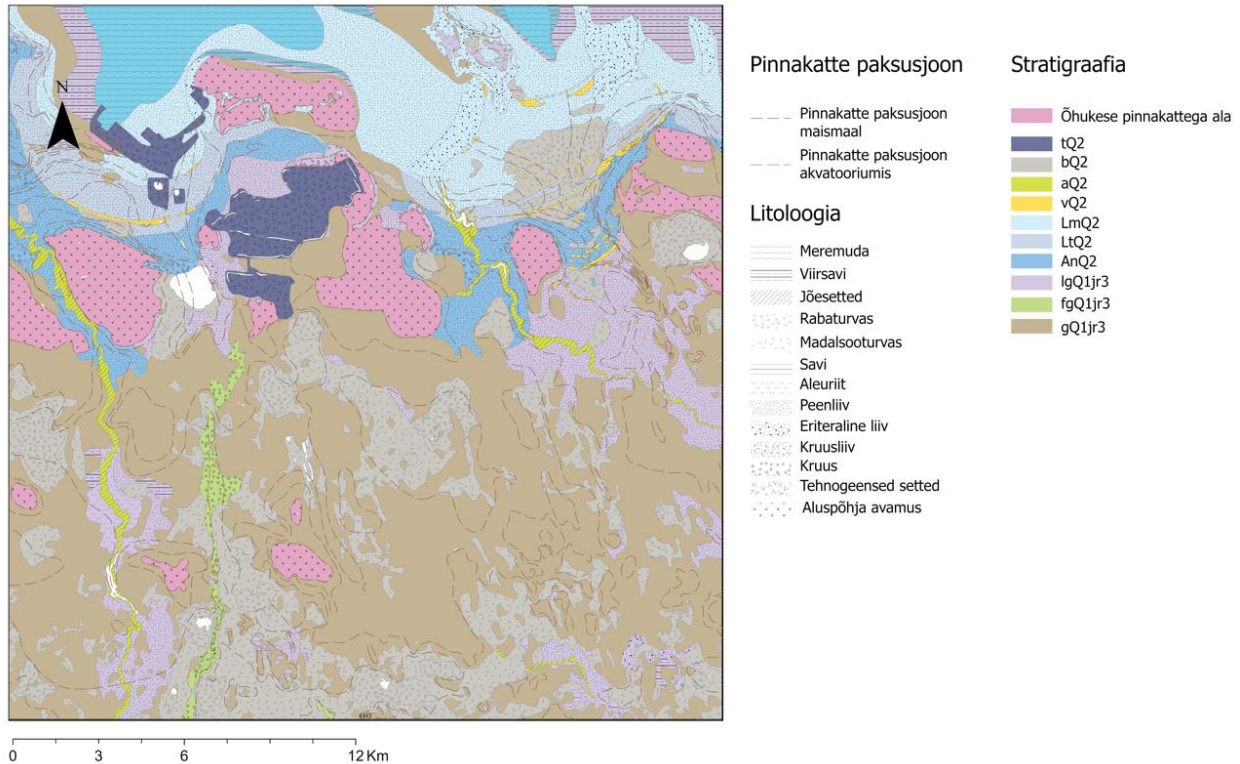 N
Pinnakatte paksusjoon
Pinnakatte paksusjoon
maismaal
Pinnakatte paksusjoon
akvatooriumis
Litoloogia
Meremuda
Viirsavi
Jõesetted
Rabaturvas
Madalsooturvas
Savi
Aleuriit
Peenliiv
Eriteraline liiv
Kruusliiv
Kruus
Tehnogeensed setted
Aluspõhja avamus
Stratigraafia
Õhukese pinnakattega ala
tQ2
bQ2
aQ2
vQ2
LmQ2
LtQ2
AnQ2
lgQ1jr3
fgQ1jr3
gQ1jr3
0 3 6 12 Km